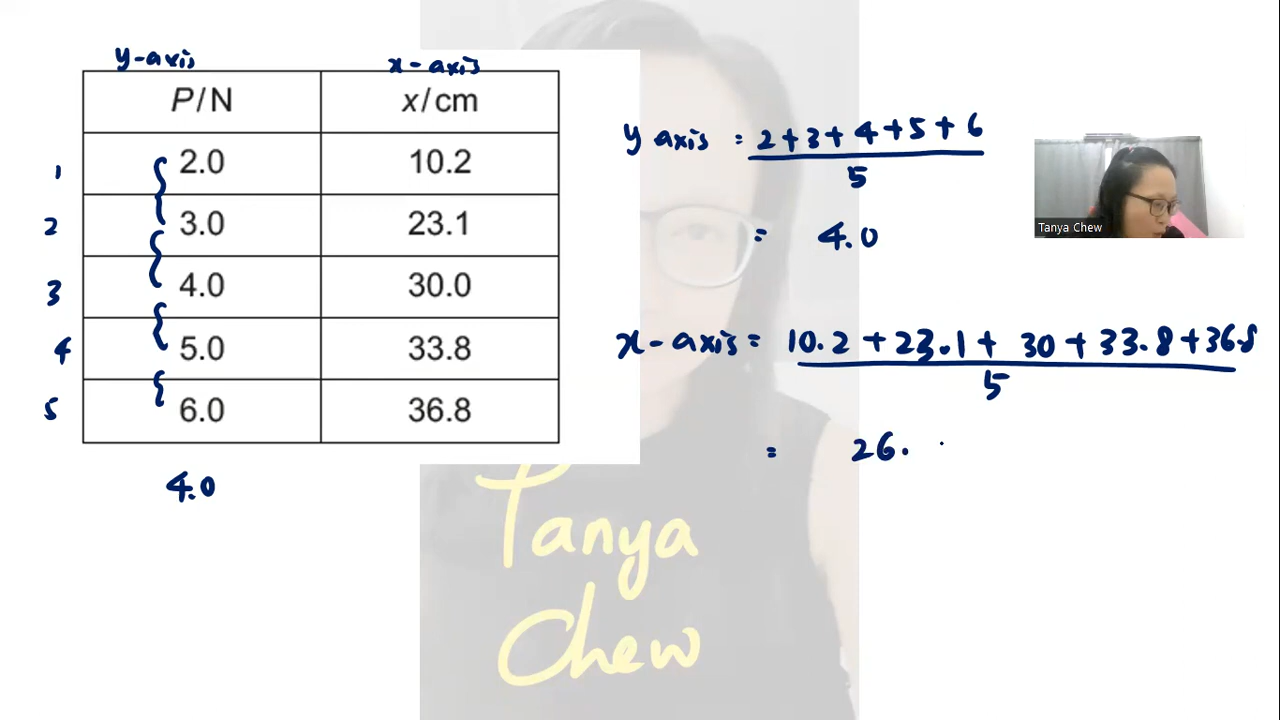 y-axis x-axis
P/N x/cm
1 2.0 10.2
2 3.0 23.1
3 4.0 30.0
4 5.0 33.8
5 6.0 36.8
4.0
y axis = 2+3+4+5+6
5
= 4.0
x-axis = 10.2 +23.1+ 30+33.8+36.8
5
= 26.
Tanya Chew
Tanya
Chew